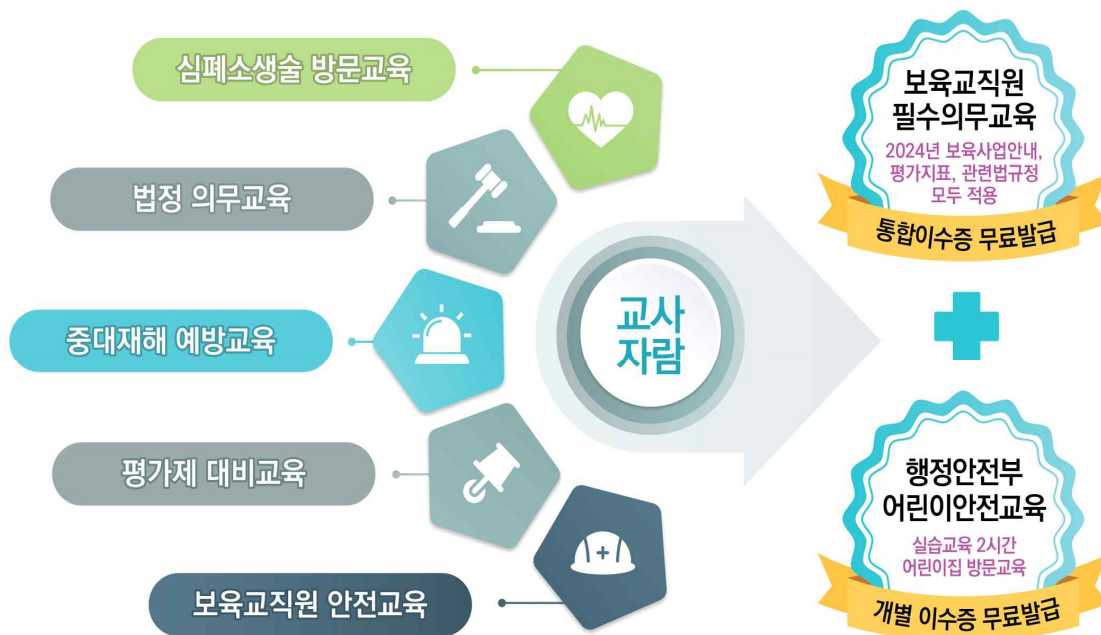 심폐소생술 방문교육
법정 의무교육
중대재해 예방교육
평가제 대비교육
보육교직원 안전교육
교사
자람
보육교직원
필수의무교육
2024년 보육사업안내,
평가지표, 관련법규정
모두 적용
통합이수증 무료발급
행정안전부
어린이안전교육
실습교육 2시간
어린이집 방문교육
개별 이수증 무료발급